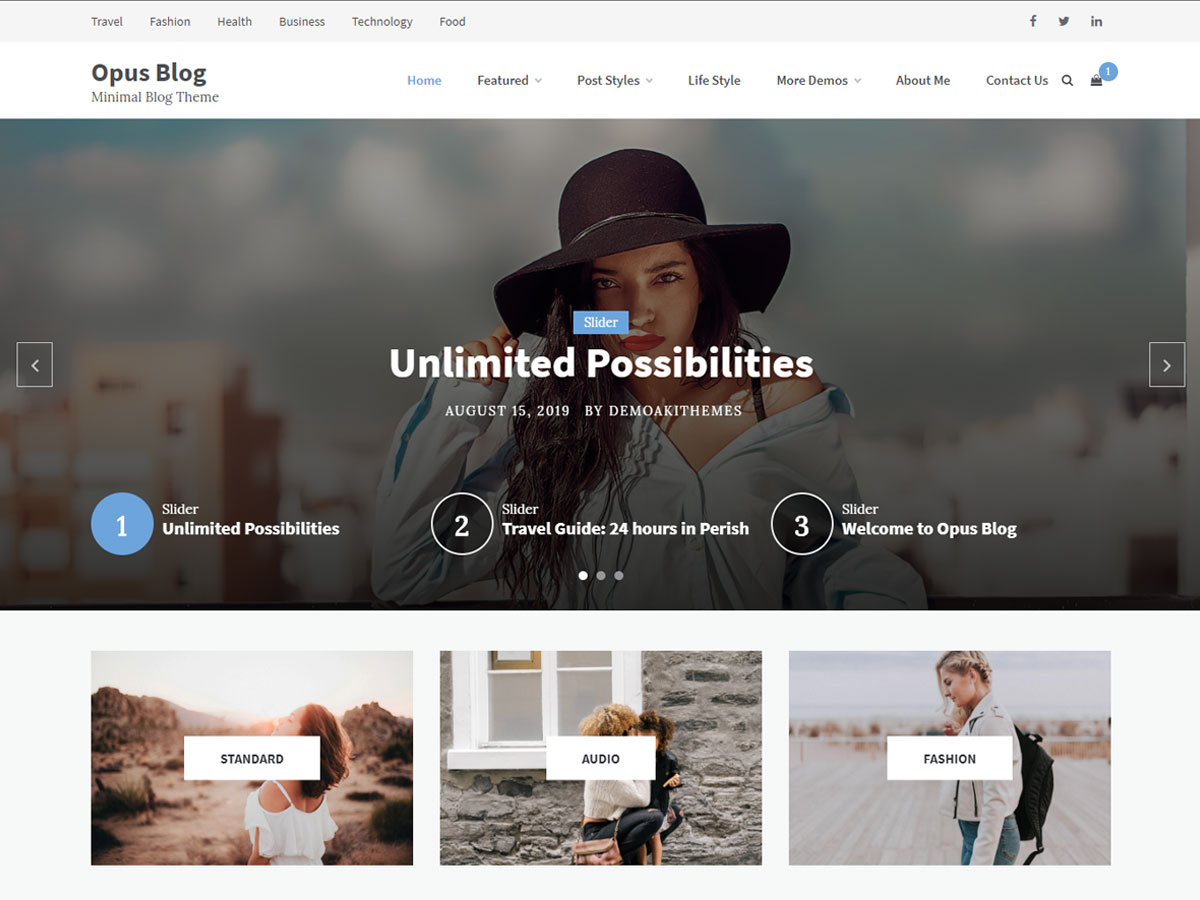 Travel Fashion Health Business Technology Food
Opus Blog
Minimal Blog Theme
Home Featured Post Styles Life Style More Demos About Me Contact Us 1
Slider
Unlimited Possibilities
AUGUST 15, 2019 BY DEMOAKITHEMES
1 Slider
Unlimited Possibilities
2 Slider
Travel Guide: 24 hours in Perish
3 Slider
Welcome to Opus Blog
STANDARD
AUDIO
FASHION